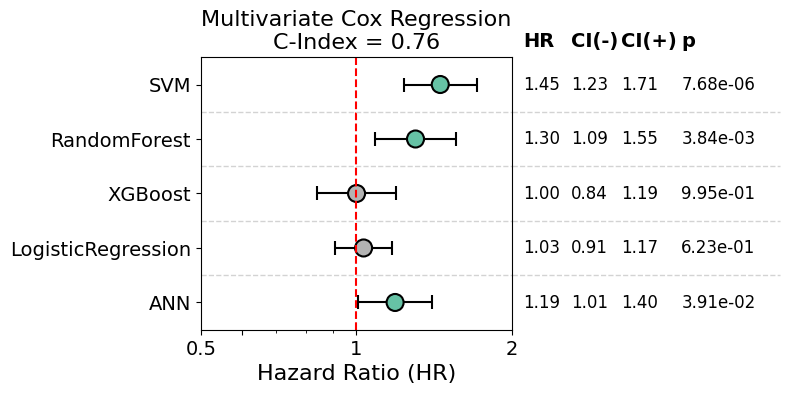 Multivariate Cox Regression
C-Index = 0.76
HR CI(-) CI(+) p
SVM 1.45 1.23 1.71 7.68e-06
RandomForest 1.30 1.09 1.55 3.84e-03
XGBoost 1.00 0.84 1.19 9.95e-01
LogisticRegression 1.03 0.91 1.17 6.23e-01
ANN 1.19 1.01 1.40 3.91e-02
0.5 1 2
Hazard Ratio (HR)